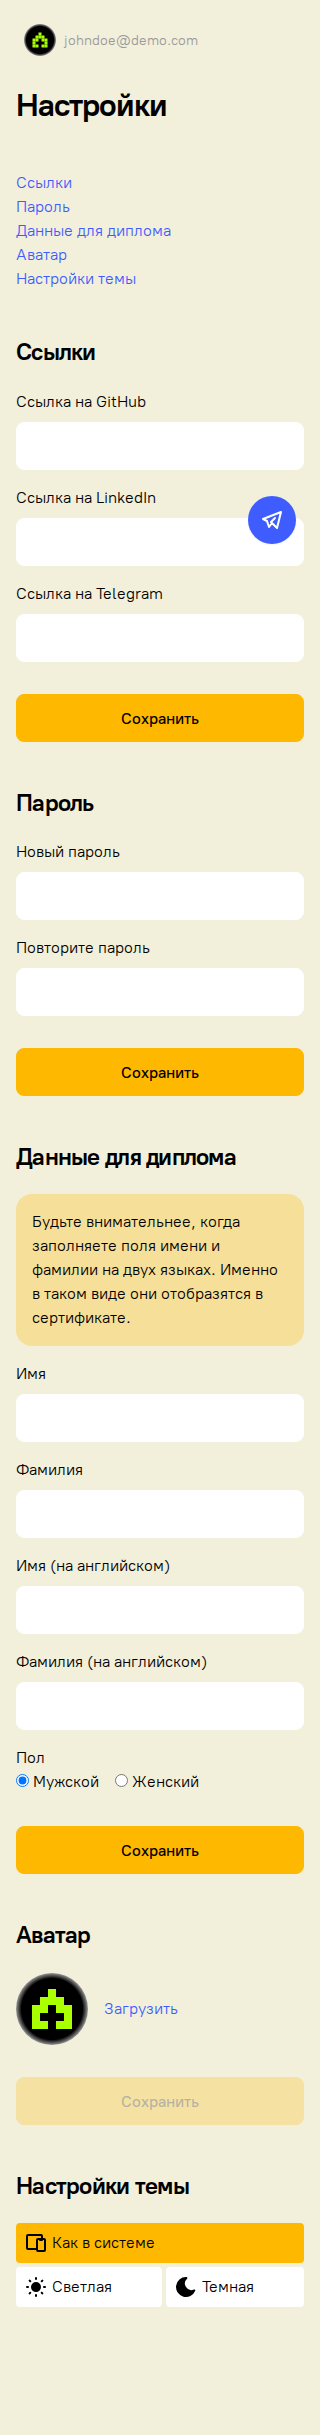 johndoe@demo.com
Настройки
Ссылки
Пароль
Данные для диплома
Аватар
Настройки темы
Ссылки
Ссылка на GitHub
Ссылка на LinkedIn
Ссылка на Telegram
Сохранить
Пароль
Новый пароль
Повторите пароль
Сохранить
Данные для диплома
Будьте внимательнее, когда
заполняете поля имени и
фамилии на двух языках. Именно
в таком виде они отобразятся в
сертификате.
Имя
Фамилия
Имя (на английском)
Фамилия (на английском)
Пол
Мужской Женский
Сохранить
Аватар
Загрузить
Сохранить
Настройки темы
Как в системе
Светлая Темная